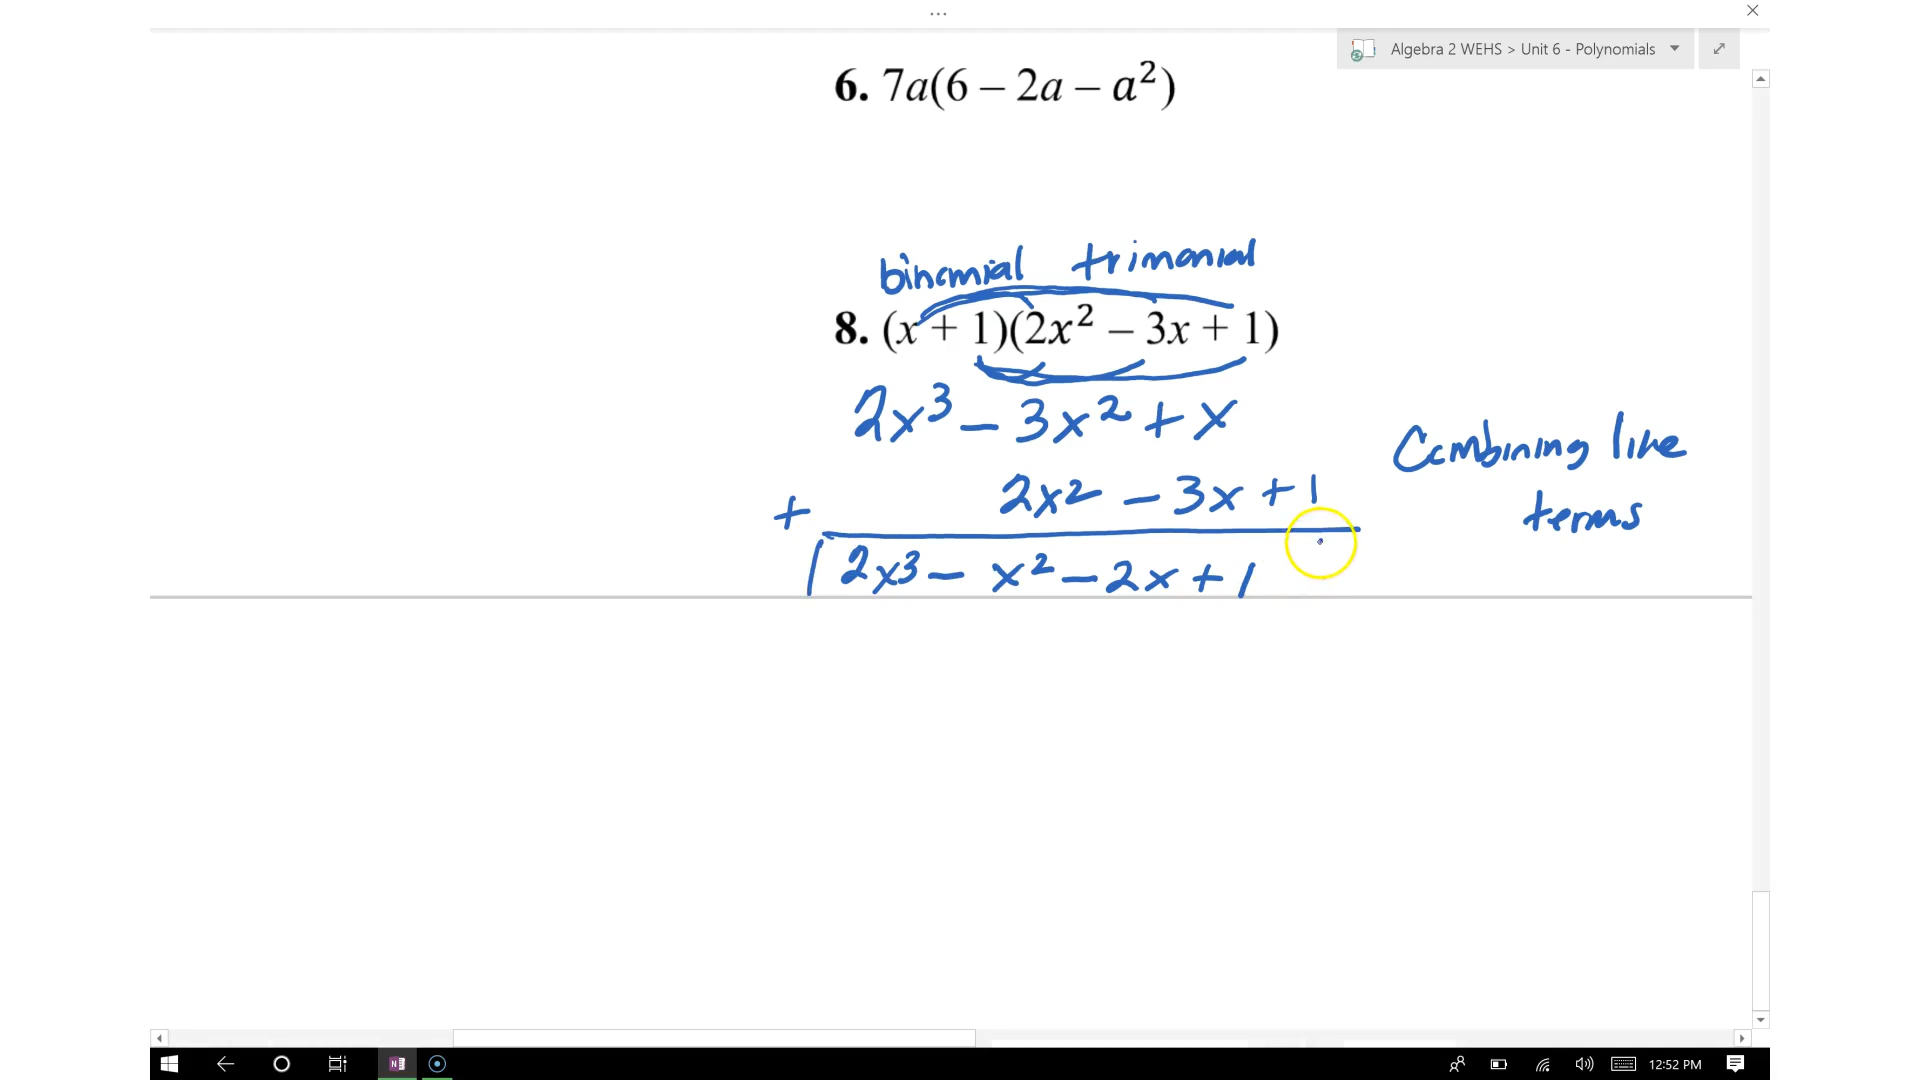 ...
Algebra 2 WEHS > Unit 6 - Polynomials
6. 7a(6 – 2a – a²)
binomial trimonial
8. (x + 1)(2x² – 3x + 1)
2x³ – 3x² + x
Combining like
+ 2x² – 3x + 1
terms
2x³ – x² – 2x + 1
N
12:52 PM